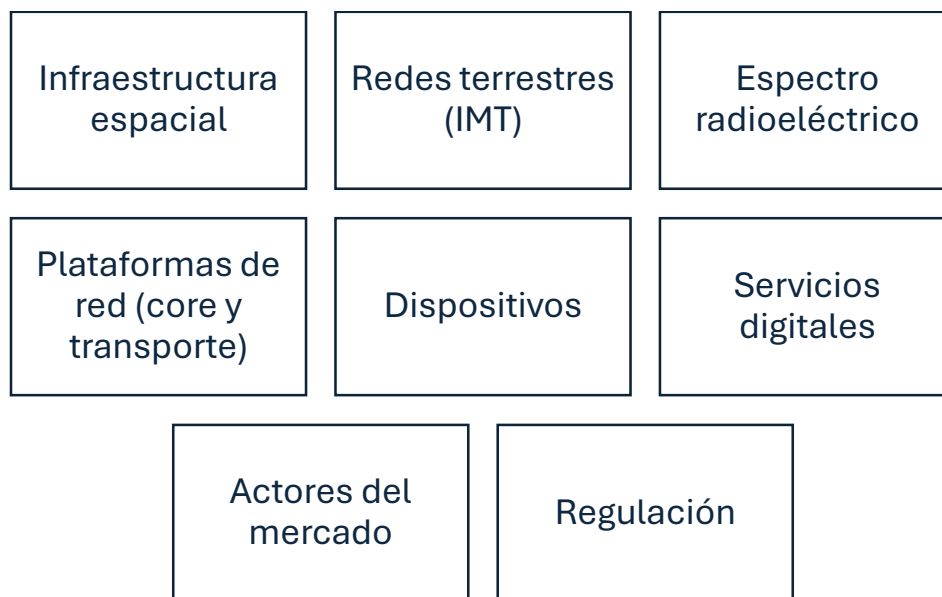 Infraestructura
espacial
Redes terrestres
(IMT)
Espectro
radioeléctrico
Plataformas de
red (core y
transporte)
Dispositivos
Servicios
digitales
Actores del
mercado
Regulación